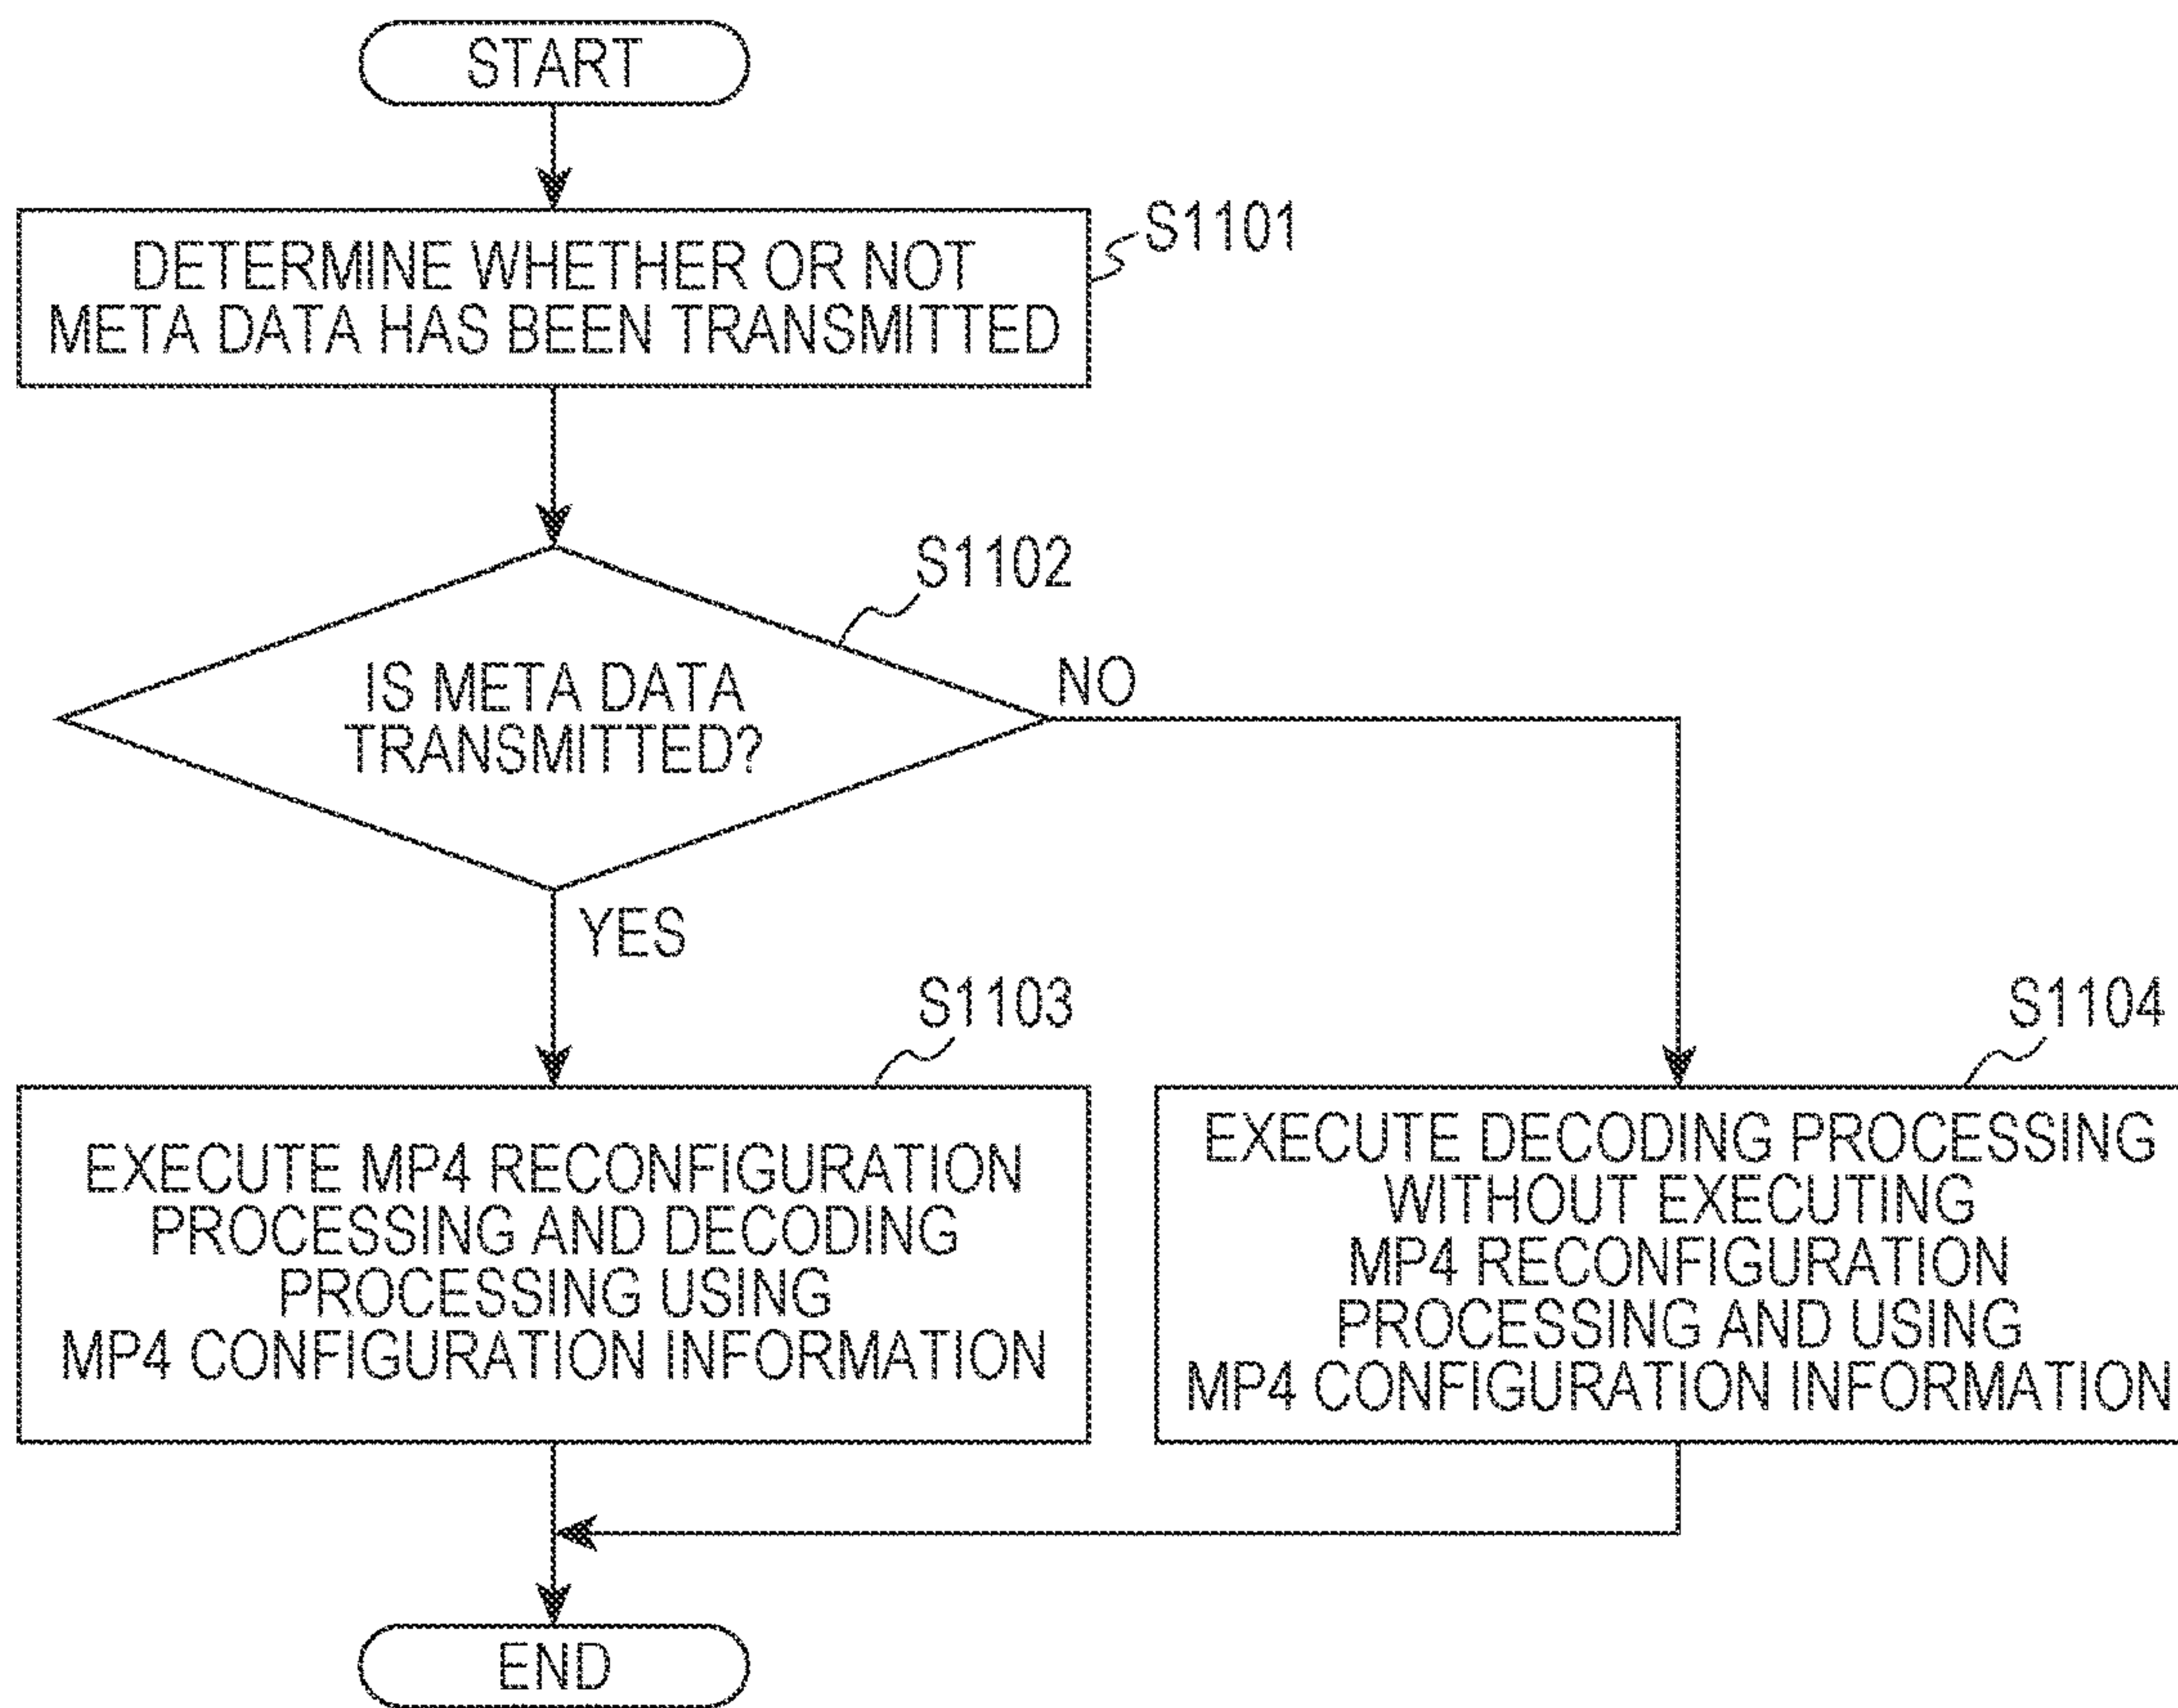 START
S1101
DETERMINE WHETHER OR NOT
META DATA HAS BEEN TRANSMITTED
S1102
IS META DATA
TRANSMITTED?
NO
YES
S1103
EXECUTE MP4 RECONFIGURATION
PROCESSING AND DECODING
PROCESSING USING
MP4 CONFIGURATION INFORMATION
S1104
EXECUTE DECODING PROCESSING
WITHOUT EXECUTING
MP4 RECONFIGURATION
PROCESSING AND USING
MP4 CONFIGURATION INFORMATION
END